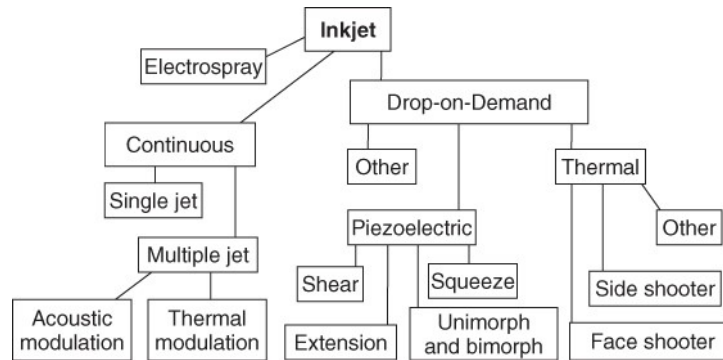 Inkjet
Electrospray
Drop-on-Demand
Continuous
Other
Thermal
Single jet
Piezoelectric
Other
Multiple jet
Shear
Squeeze
Side shooter
Acoustic
modulation
Thermal
modulation
Extension
Unimorph
and bimorph
Face shooter